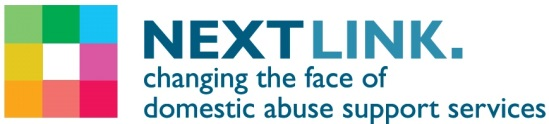 NEXTLINK.
changing the face of
domestic abuse support services